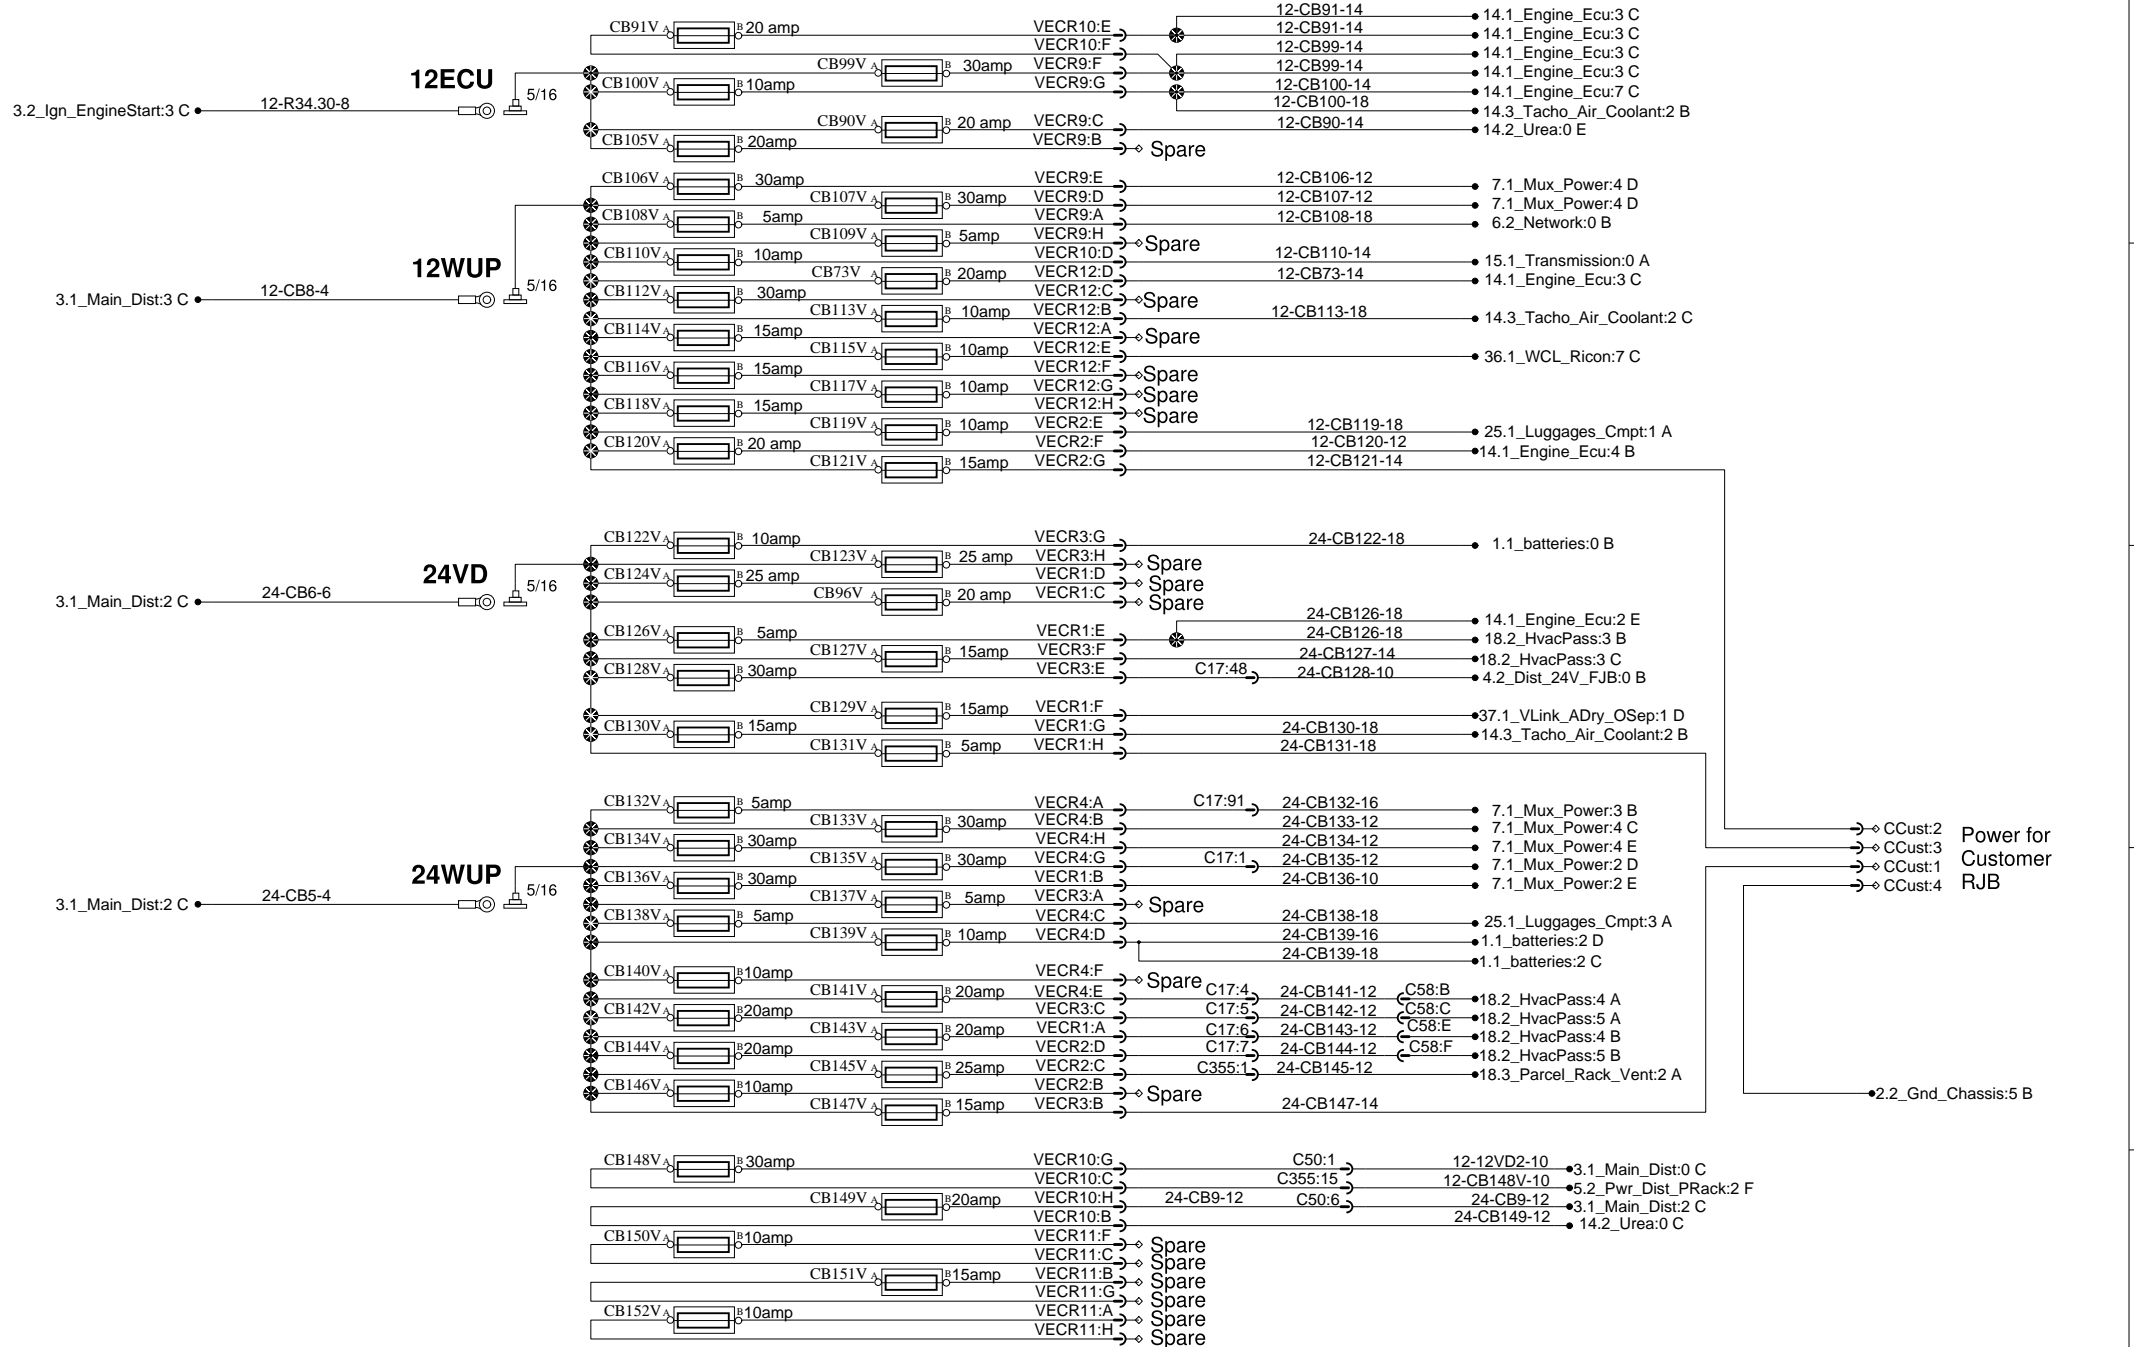 CB91V A B 20 amp VECR10:E 12-CB91-14 14.1_Engine_Ecu:3 C
12-CB91-14 14.1_Engine_Ecu:3 C
VECR10:F 12-CB99-14 14.1_Engine_Ecu:3 C
CB99V A B 30amp VECR9:F 12-CB99-14 14.1_Engine_Ecu:3 C
12ECU 5/16
CB100V A B 10amp VECR9:G 12-CB100-14 14.1_Engine_Ecu:7 C
3.2_Ign_EngineStart:3 C 12-R34.30-8
12-CB100-18 14.3_Tacho_Air_Coolant:2 B
CB90V A B 20 amp VECR9:C 12-CB90-14 14.2_Urea:0 E
CB105V A B 20amp VECR9:B Spare
CB106V A B 30amp VECR9:E 12-CB106-12 7.1_Mux_Power:4 D
CB107V A B 30amp VECR9:D 12-CB107-12 7.1_Mux_Power:4 D
CB108V A B 5amp VECR9:A 12-CB108-18 6.2_Network:0 B
CB109V A B 5amp VECR9:H Spare
CB110V A B 10amp VECR10:D 12-CB110-14 15.1_Transmission:0 A
12WUP 5/16
CB73V A B 20amp VECR12:D 12-CB73-14 14.1_Engine_Ecu:3 C
3.1_Main_Dist:3 C 12-CB8-4
CB112V A B 30amp VECR12:C Spare
CB113V A B 10amp VECR12:B 12-CB113-18 14.3_Tacho_Air_Coolant:2 C
CB114V A B 15amp VECR12:A Spare
CB115V A B 10amp VECR12:E 36.1_WCL_Ricon:7 C
CB116V A B 15amp VECR12:F Spare
CB117V A B 10amp VECR12:G Spare
CB118V A B 15amp VECR12:H Spare
CB119V A B 10amp VECR2:E 12-CB119-18 25.1_Luggages_Cmpt:1 A
CB120V A B 20 amp VECR2:F 12-CB120-12 14.1_Engine_Ecu:4 B
CB121V A B 15amp VECR2:G 12-CB121-14
CB122V A B 10amp VECR3:G 24-CB122-18 1.1_batteries:0 B
CB123V A B 25 amp VECR3:H Spare
24VD 5/16
CB124V A B 25 amp VECR1:D Spare
3.1_Main_Dist:2 C 24-CB6-6
CB96V A B 20 amp VECR1:C Spare
24-CB126-18 14.1_Engine_Ecu:2 E
CB126V A B 5amp VECR1:E 24-CB126-18 18.2_HvacPass:3 B
CB127V A B 15amp VECR3:F 24-CB127-14 18.2_HvacPass:3 C
CB128V A B 30amp VECR3:E C17:48 24-CB128-10 4.2_Dist_24V_FJB:0 B
CB129V A B 15amp VECR1:F 37.1_VLink_ADry_OSep:1 D
CB130V A B 15amp VECR1:G 24-CB130-18 14.3_Tacho_Air_Coolant:2 B
CB131V A B 5amp VECR1:H 24-CB131-18
CB132V A B 5amp VECR4:A C17:91 24-CB132-16 7.1_Mux_Power:3 B
CB133V A B 30amp VECR4:B 24-CB133-12 7.1_Mux_Power:4 C
CCust:2 Power for
CB134V A B 30amp VECR4:H 24-CB134-12 7.1_Mux_Power:4 E
CCust:3 Customer
CB135V A B 30amp VECR4:G C17:1 24-CB135-12 7.1_Mux_Power:2 D
CCust:1 RJB
24WUP 5/16
CB136V A B 30amp VECR1:B 24-CB136-10 7.1_Mux_Power:2 E
CCust:4
3.1_Main_Dist:2 C 24-CB5-4
CB137V A B 5amp VECR3:A Spare
CB138V A B 5amp VECR4:C 24-CB138-18 25.1_Luggages_Cmpt:3 A
CB139V A B 10amp VECR4:D 24-CB139-16 1.1_batteries:2 D
24-CB139-18 1.1_batteries:2 C
CB140V A B 10amp VECR4:F Spare
CB141V A B 20amp VECR4:E C17:4 24-CB141-12 C58:B 18.2_HvacPass:4 A
CB142V A B 20amp VECR3:C C17:5 24-CB142-12 C58:C 18.2_HvacPass:5 A
CB143V A B 20amp VECR1:A C17:6 24-CB143-12 C58:E 18.2_HvacPass:4 B
CB144V A B 20amp VECR2:D C17:7 24-CB144-12 C58:F 18.2_HvacPass:5 B
CB145V A B 25amp VECR2:C C355:1 24-CB145-12 18.3_Parcel_Rack_Vent:2 A
CB146V A B 10amp VECR2:B Spare
2.2_Gnd_Chassis:5 B
CB147V A B 15amp VECR3:B 24-CB147-14
CB148V A B 30amp VECR10:G C50:1 12-12VD2-10 3.1_Main_Dist:0 C
VECR10:C C355:15 12-CB148V-10 5.2_Pwr_Dist_PRack:2 F
CB149V A B 20amp VECR10:H 24-CB9-12 C50:6 24-CB9-12 3.1_Main_Dist:2 C
VECR10:B 24-CB149-12 14.2_Urea:0 C
CB150V A B 10amp VECR11:F Spare
VECR11:C Spare
CB151V A B 15amp VECR11:B Spare
VECR11:G Spare
CB152V A B 10amp VECR11:A Spare
VECR11:H Spare